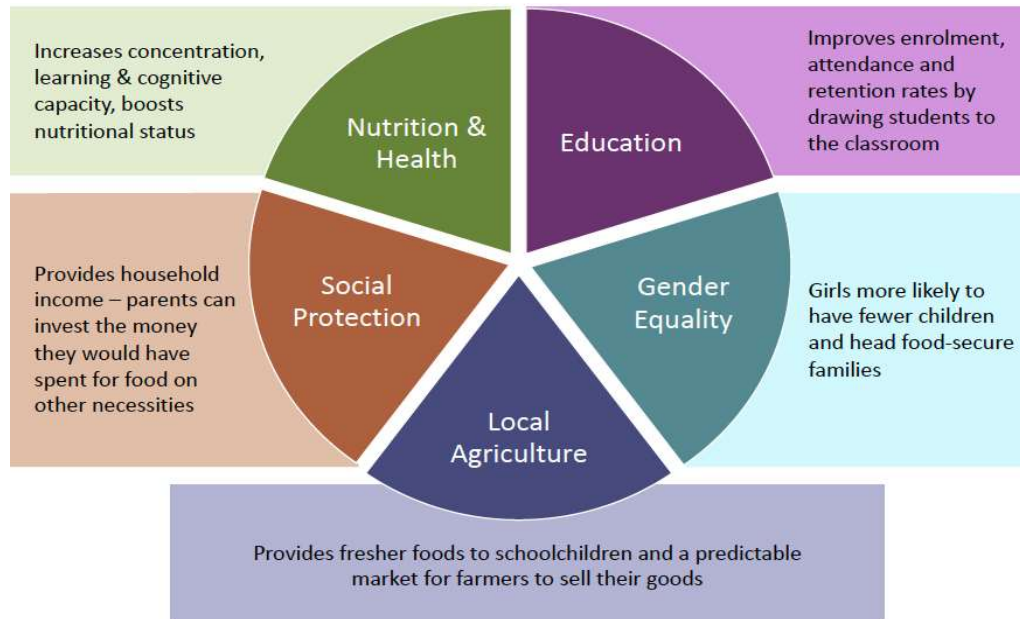 Increases concentration,
learning & cognitive
capacity, boosts
nutritional status
Nutrition &
Health
Education
Improves enrolment,
attendance and
retention rates by
drawing students to
the classroom
Provides household
income – parents can
invest the money
they would have
spent for food on
other necessities
Social
Protection
Gender
Equality
Girls more likely to
have fewer children
and head food-secure
families
Local
Agriculture
Provides fresher foods to schoolchildren and a predictable
market for farmers to sell their goods